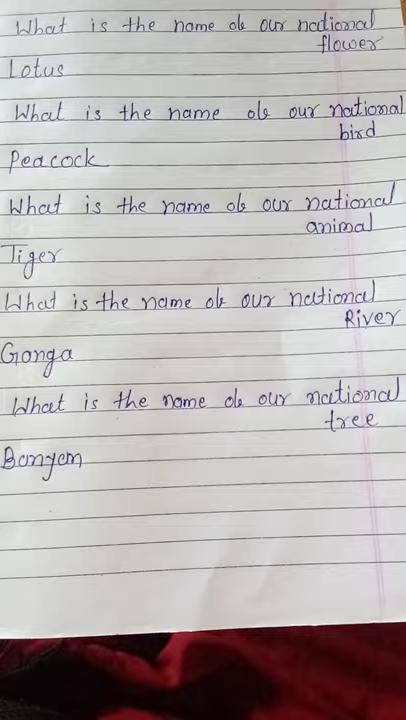 What is the name of our national
flower
Lotus
What is the name of our national
bird
Peacock
What is the name of our national
animal
Tiger
What is the name of our national
River
Ganga
What is the name of our national
tree
Banyan